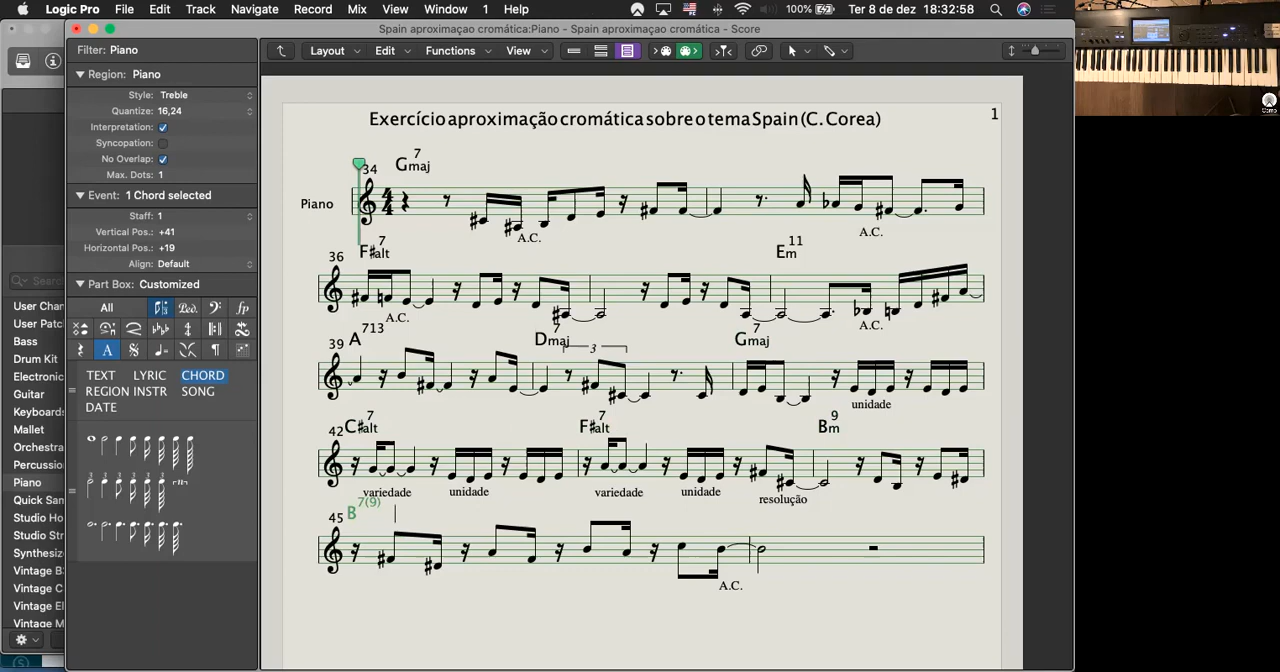 Logic Pro File Edit Track Navigate Record Mix View Window 1 Help 100% Ter 8 de dez 18:32:58
Spain aproximaçao cromática:Piano - Spain aproximaçao cromática - Score
Filter: Piano
Layout Edit Functions View
Region: Piano
Style: Treble
Quantize: 16,24
Interpretation:
Syncopation:
No Overlap:
Max. Dots: 1
Event: 1 Chord selected
Staff: 1
Vertical Pos.: +41
Horizontal Pos.: +19
Align: Default
Part Box: Customized
All
TEXT LYRIC CHORD
REGION INSTR SONG
DATE
User Patc
Bass
Drum Kit
Electronic
Guitar
Keyboards
Mallet
Orchestra
Percussio
Piano
Quick Sam
Studio Ho
Studio Str
Synthesize
Vintage B
Vintage C
Vintage El
Vintage M
Exercício aproximação cromática sobre o tema Spain (C. Corea)
1
34 Gmaj7
Piano
A.C. A.C.
36 F#alt7 Em11
A.C. A.C.
39 A713 Dmaj7 3 Gmaj7
unidade
42 C#alt7 F#alt7 Bm9
variedade unidade variedade unidade resolução
45 B7(9)
A.C.